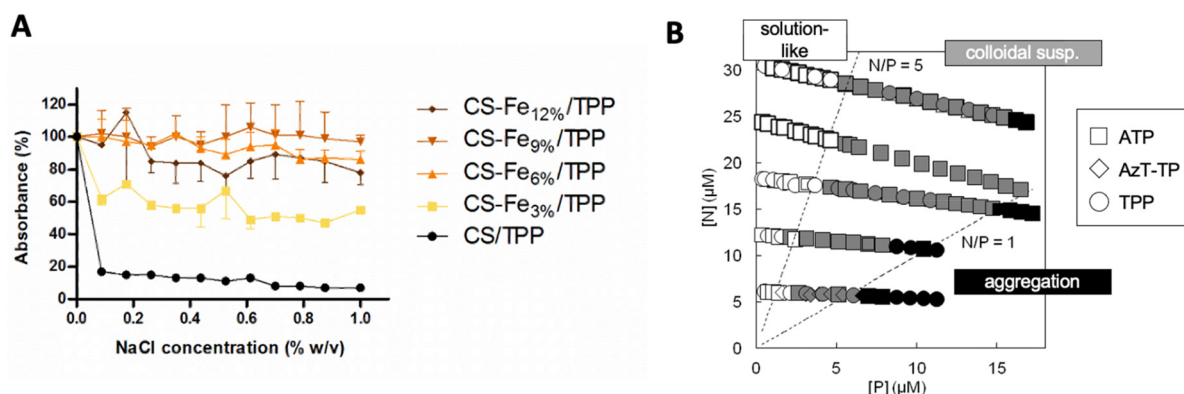 A
Absorbance (%)
120
100
80
60
40
20
0
0.0 0.2 0.4 0.6 0.8 1.0
NaCl concentration (% w/v)
CS-Fe12%/TPP
CS-Fe9%/TPP
CS-Fe6%/TPP
CS-Fe3%/TPP
CS/TPP
B
solution-
like
colloidal susp.
N/P = 5
N/P = 1
aggregation
[N] (µM)
30
25
20
15
10
5
0
0 5 10 15
[P] (µM)
ATP
AzT-TP
TPP